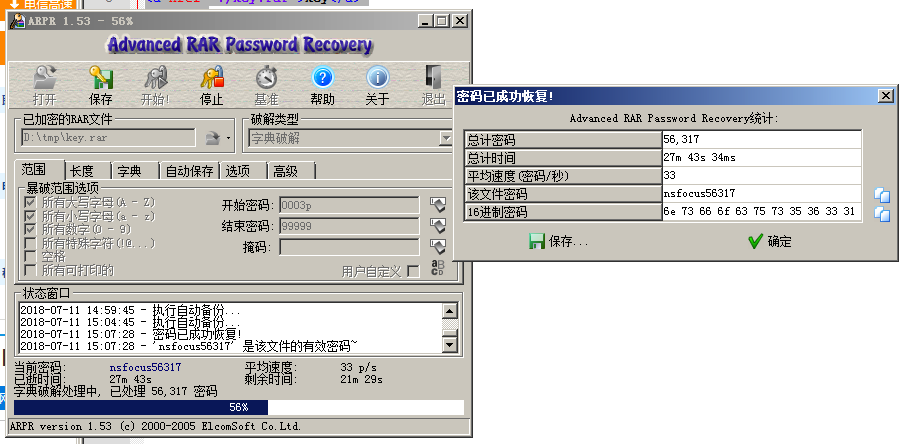 电信高速
<a href="./key.rar">key</a>
ARPR 1.53 - 56%
Advanced RAR Password Recovery
打开 保存 开始! 停止 基准 帮助 关于 退出
已加密的RAR文件 破解类型
D:\tmp\key.rar 字典破解
范围 长度 字典 自动保存 选项 高级
暴破范围选项
所有大写字母(A - Z)
所有小写字母(a - z)
所有数字(0 - 9)
所有特殊字符(!@...)
空格
所有可打印的
开始密码: 0003p
结束密码: 99999
掩码:
用户自定义
状态窗口
2018-07-11 14:59:45 - 执行自动备份...
2018-07-11 15:04:45 - 执行自动备份...
2018-07-11 15:07:28 - 密码已成功恢复!
2018-07-11 15:07:28 - 'nsfocus56317' 是该文件的有效密码~
当前密码: nsfocus56317 平均速度: 33 p/s
已逝时间: 27m 43s 剩余时间: 21m 29s
字典破解处理中, 已处理 56,317 密码
56%
ARPR version 1.53 (c) 2000-2005 ElcomSoft Co.Ltd.
密码已成功恢复!
Advanced RAR Password Recovery统计:
总计密码 56,317
总计时间 27m 43s 34ms
平均速度(密码/秒) 33
该文件密码 nsfocus56317
16进制密码 6e 73 66 6f 63 75 73 35 36 33 31
保存... 确定